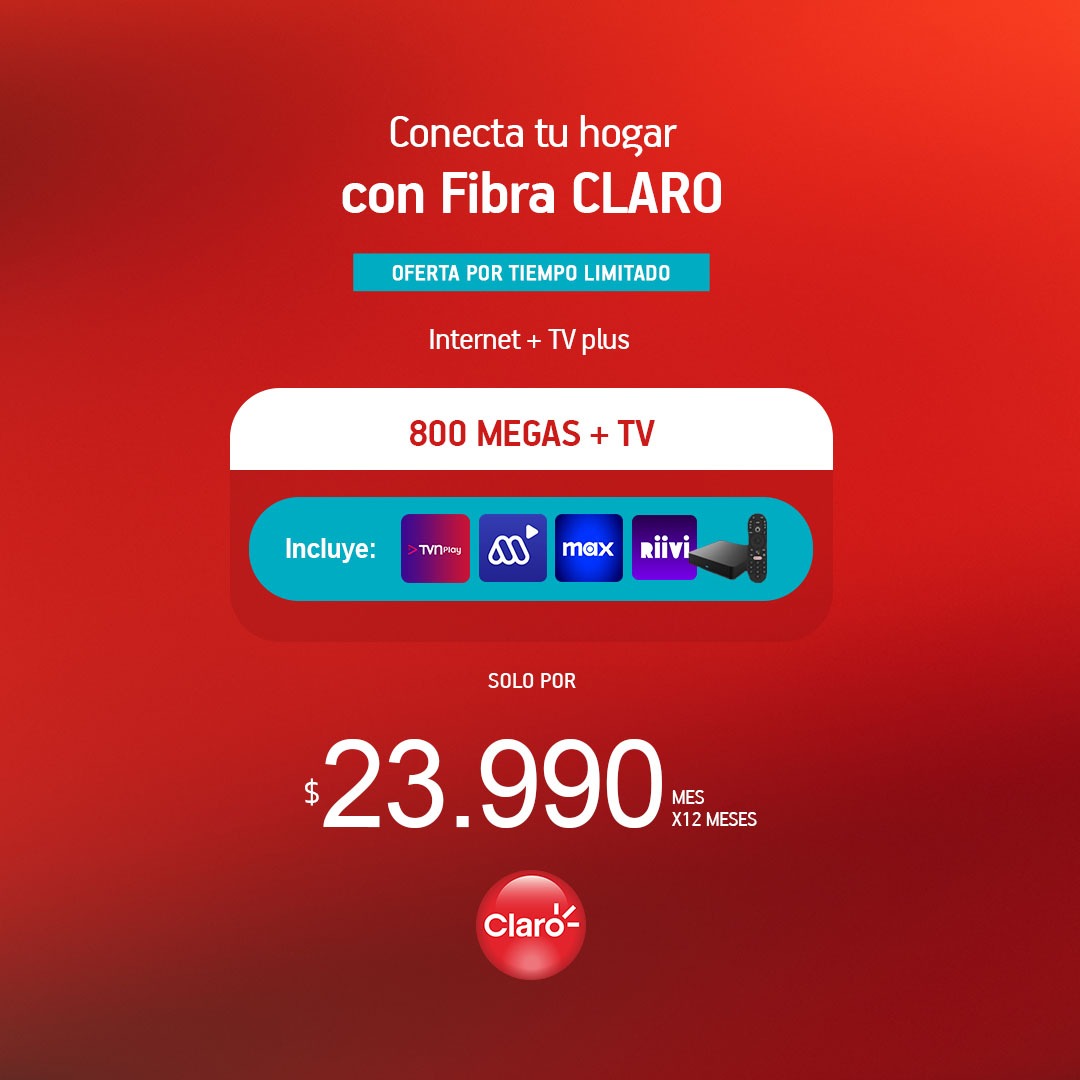 Conecta tu hogar
con Fibra CLARO
OFERTA POR TIEMPO LIMITADO
Internet + TV plus
800 MEGAS + TV
Incluye: >TVN Play max Riivi
SOLO POR
$23.990 MES
X12 MESES
Claro